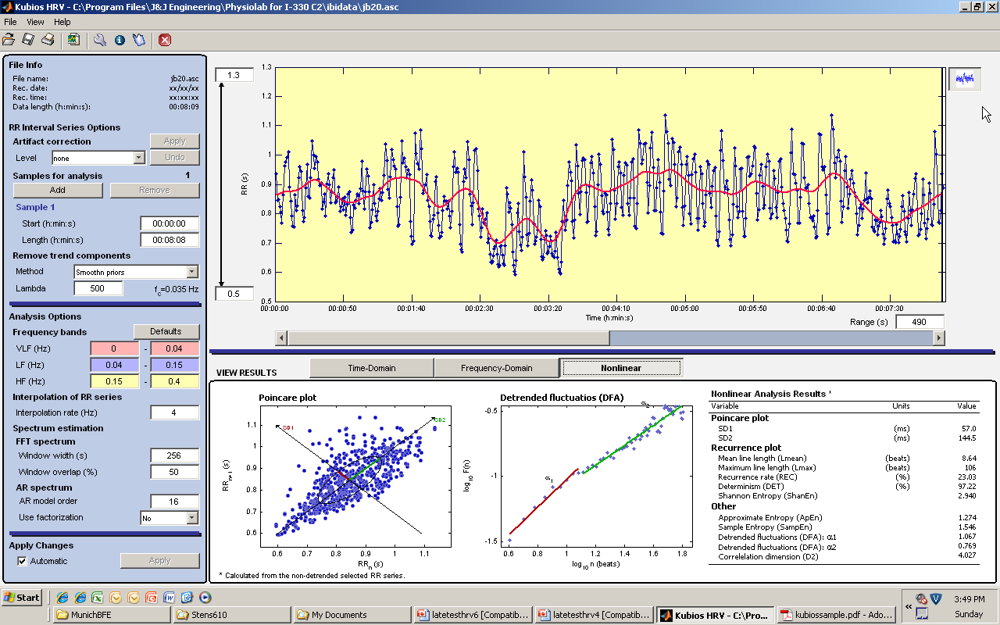 Kubios HRV - C:\Program Files\J&J Engineering\Physiolab for I-330 C2\ibidata\jb20.asc
File View Help
File Info
File name: jb20.asc
Rec. date: xx/xx/xx
Rec. time: xx:xx:xx
Data length (h:min:s): 00:08:09
RR Interval Series Options
Artifact correction Apply
Level none Undo
Samples for analysis 1
Add Remove
Sample 1
Start (h:min:s) 00:00:00
Length (h:min:s) 00:08:08
Remove trend components
Method Smoothn priors
Lambda 500 fc=0.035 Hz
Analysis Options
Frequency bands Defaults
VLF (Hz) 0 - 0.04
LF (Hz) 0.04 - 0.15
HF (Hz) 0.15 - 0.4
Interpolation of RR series
Interpolation rate (Hz) 4
Spectrum estimation
FFT spectrum
Window width (s) 256
Window overlap (%) 50
AR spectrum
AR model order 16
Use factorization No
Apply Changes
Automatic Apply
1.3
0.5
RR (s)
1.3
1.2
1.1
1
0.9
0.8
0.7
0.6
0.5
00:00:00 00:00:50 00:01:40 00:02:30 00:03:20 00:04:10 00:05:00 00:05:50 00:06:40 00:07:30
Time (h:min:s)
Range (s) 490
VIEW RESULTS Time-Domain Frequency-Domain Nonlinear
Poincare plot
SD1 SD2
RRn+1 (s)
1.1
1
0.9
0.8
0.7
0.6
0.6 0.7 0.8 0.9 1 1.1
RRn (s)
* Calculated from the non-detrended selected RR series.
Detrended fluctuatios (DFA)
α2
α1
log10 F(n)
-0.5
-1
-1.5
0.6 0.8 1 1.2 1.4 1.6 1.8
log10 n (beats)
Nonlinear Analysis Results *
Variable Units Value
Poincare plot
SD1 (ms) 57.0
SD2 (ms) 144.5
Recurrence plot
Mean line length (Lmean) (beats) 8.64
Maximum line length (Lmax) (beats) 106
Recurrence rate (REC) (%) 23.03
Determinism (DET) (%) 97.22
Shannon Entropy (ShanEn) 2.940
Other
Approximate Entropy (ApEn) 1.274
Sample Entropy (SampEn) 1.546
Detrended fluctuations (DFA): α1 1.067
Detrended fluctuations (DFA): α2 0.769
Correlelation dimension (D2) 4.027
Start
3:49 PM
Sunday
MunichBFE Stens610 My Documents latetesthrv6 [Compatib... latetesthrv4 [Compatib... Kubios HRV - C:\Pro... kubiossample.pdf - Ado...